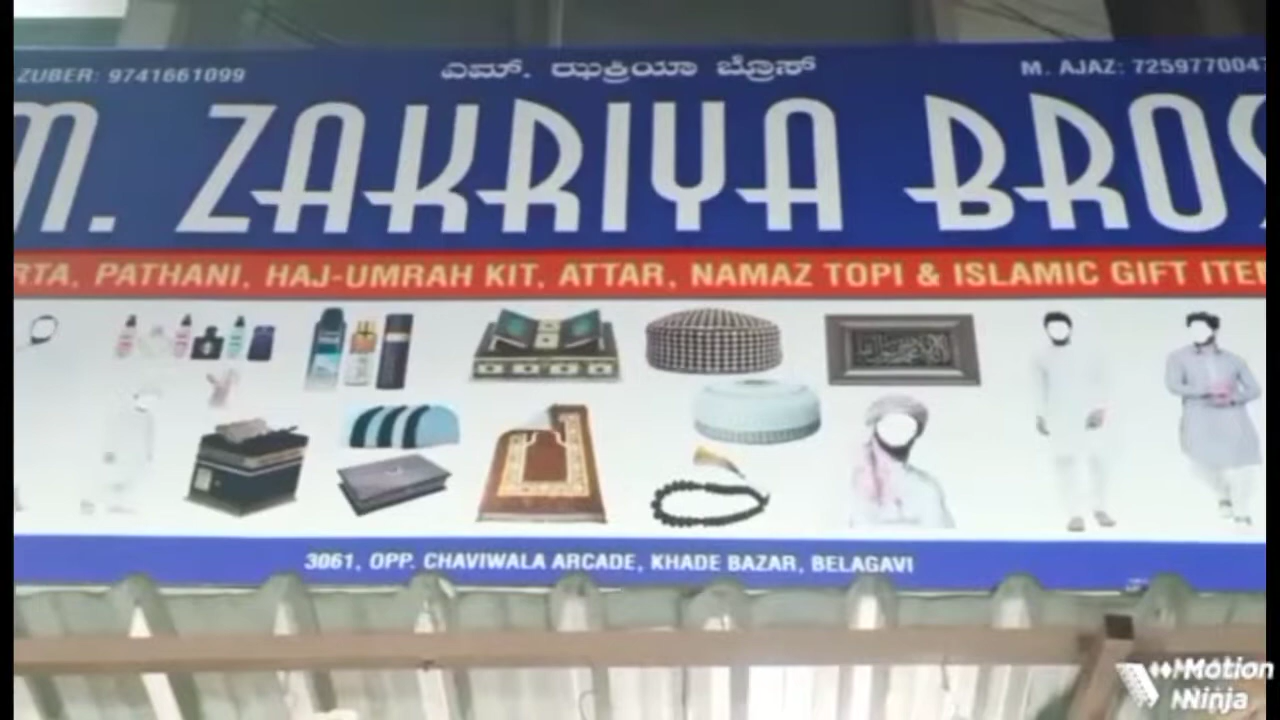 ZUBER: 9741661099
ಎಮ್. ಝಕ್ರಿಯಾ ಬ್ರೊಸ್
M. AJAZ: 7259770047
M. ZAKRIYA BROS
RTA, PATHANI, HAJ-UMRAH KIT, ATTAR, NAMAZ TOPI & ISLAMIC GIFT ITEM
3061, OPP. CHAVIWALA ARCADE, KHADE BAZAR, BELAGAVI
Motion
Ninja